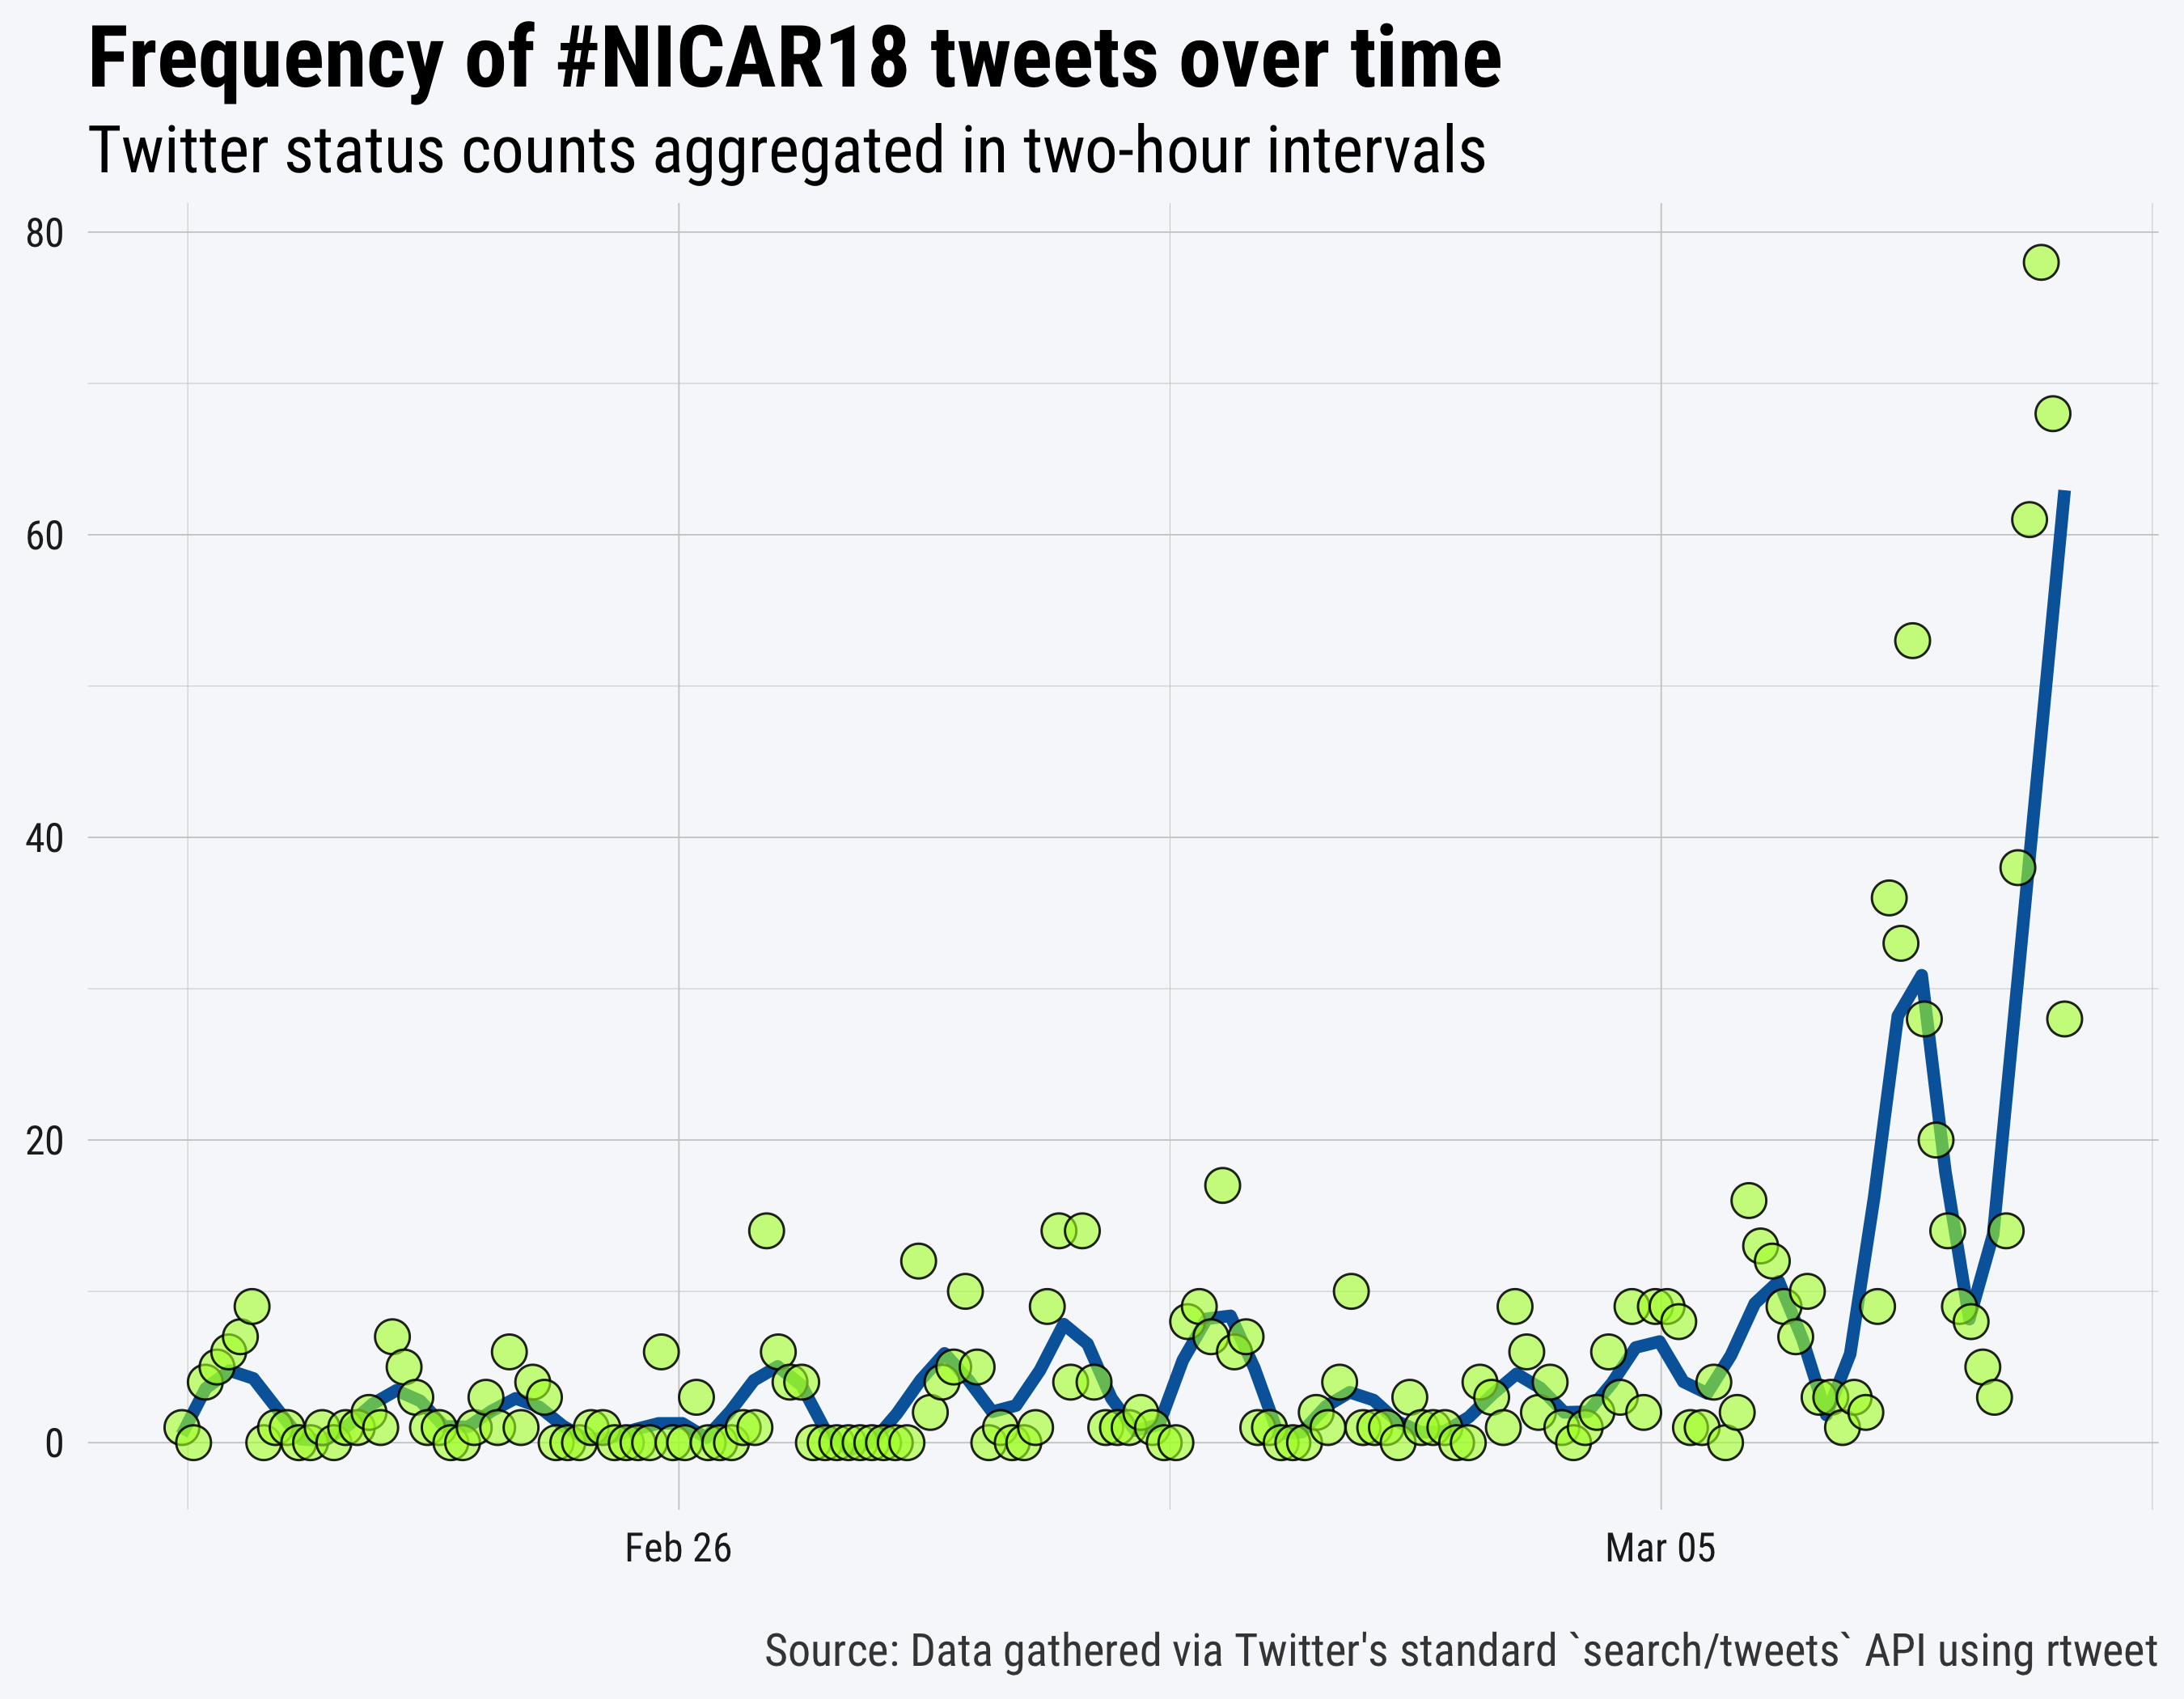 Frequency of #NICAR18 tweets over time
Twitter status counts aggregated in two-hour intervals
80
60
40
20
0
Feb 26 Mar 05
Source: Data gathered via Twitter's standard `search/tweets` API using rtweet